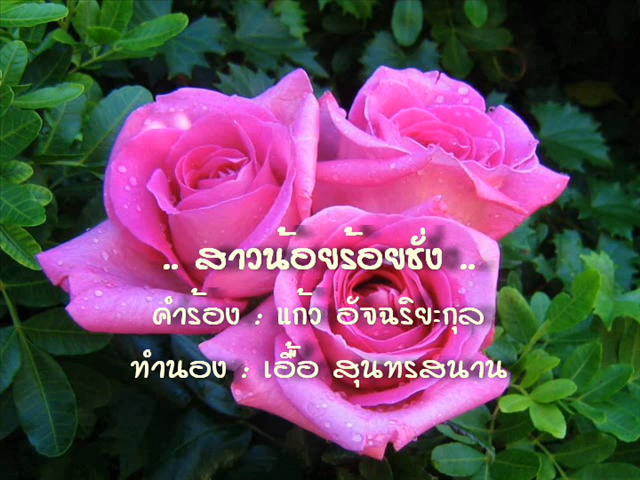 .. สาวน้อยร้อยชั่ง ..
คำร้อง : แก้ว อัจฉริยะกุล
ทำนอง : เอื้อ สุนทรสนาน